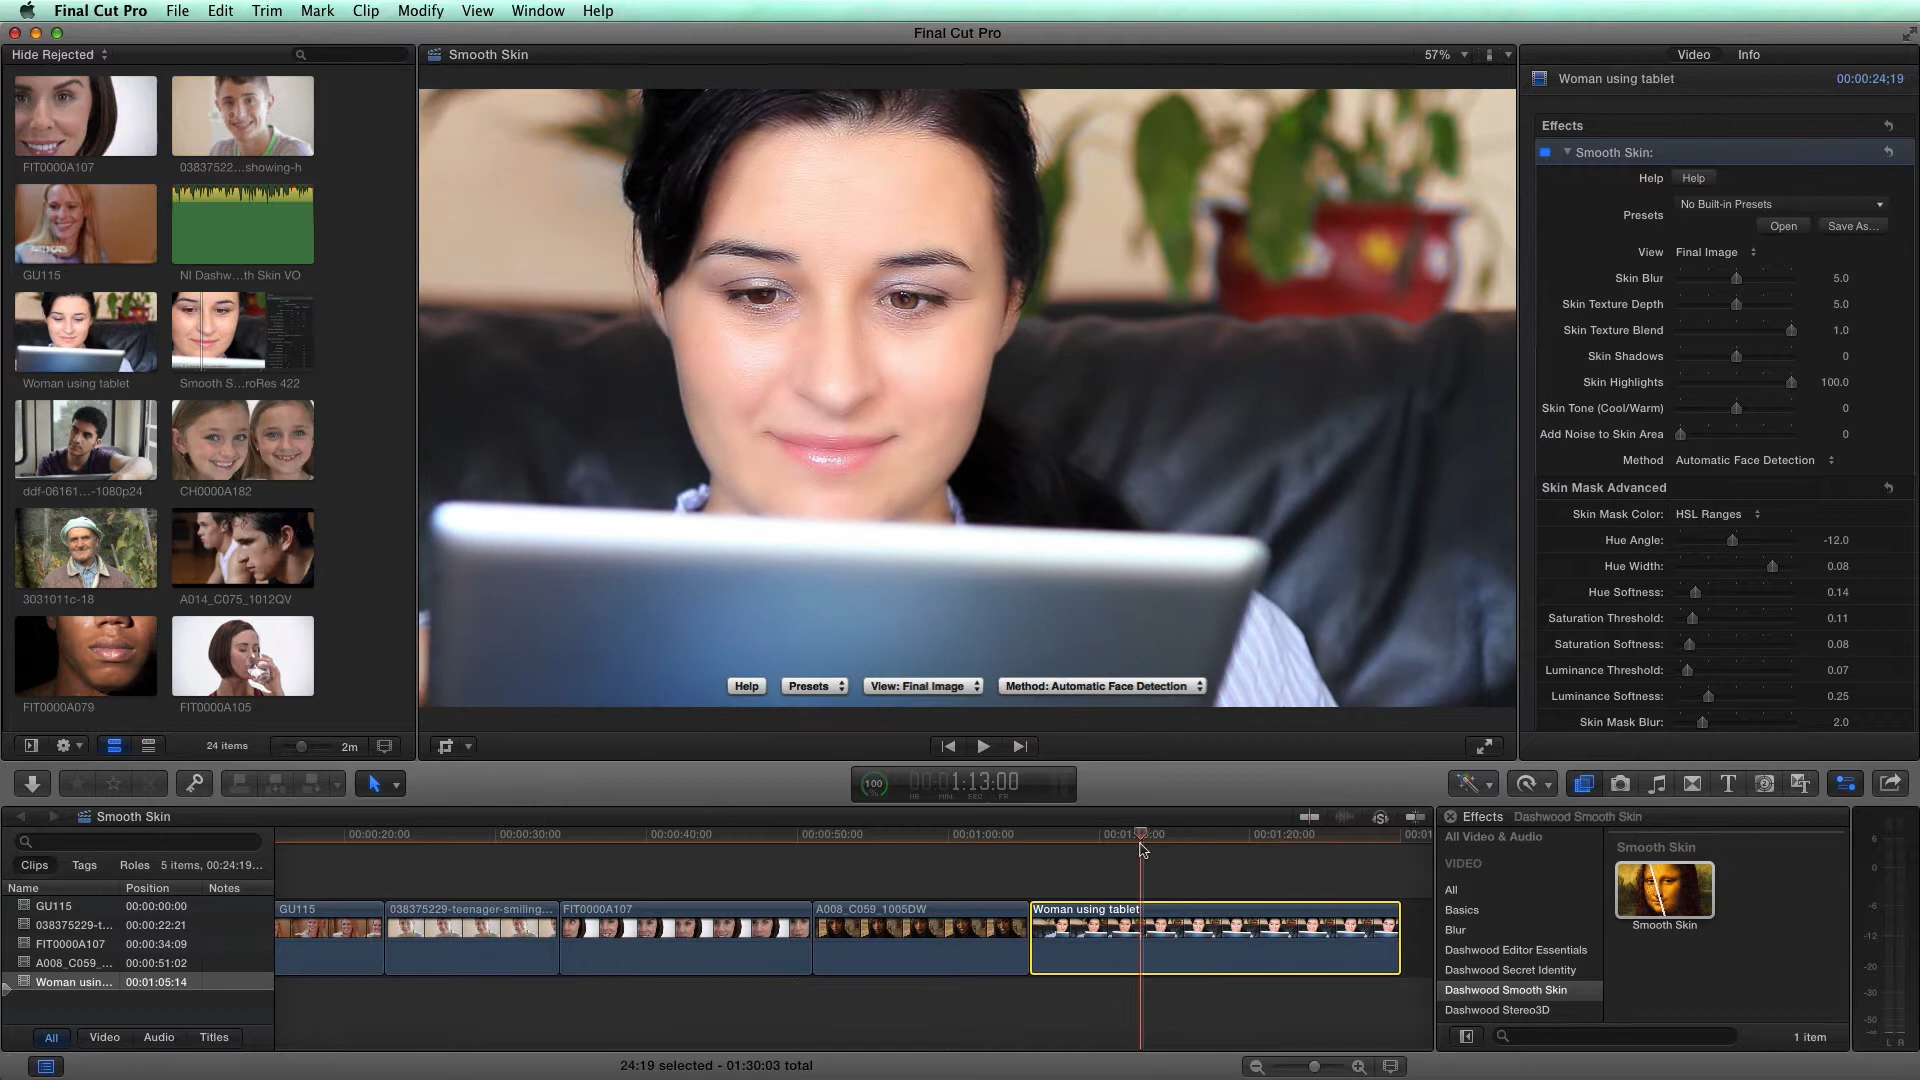 Final Cut Pro File Edit Trim Mark Clip Modify View Window Help
Final Cut Pro
Hide Rejected
FIT0000A107
03837522...showing-h
GU115
NI Dashw...th Skin VO
Woman using tablet
Smooth S...roRes 422
ddf-06161...-1080p24
CH0000A182
3031011c-18
A014_C075_1012QV
FIT0000A079
FIT0000A105
24 items
2m
Smooth Skin
57%
Help
Presets
View: Final Image
Method: Automatic Face Detection
Video Info
Woman using tablet 00:00:24;19
Effects
Smooth Skin:
Help Help
Presets No Built-in Presets
Open Save As...
View Final Image
Skin Blur 5.0
Skin Texture Depth 5.0
Skin Texture Blend 1.0
Skin Shadows 0
Skin Highlights 100.0
Skin Tone (Cool/Warm) 0
Add Noise to Skin Area 0
Method Automatic Face Detection
Skin Mask Advanced
Skin Mask Color: HSL Ranges
Hue Angle: -12.0
Hue Width: 0.08
Hue Softness: 0.14
Saturation Threshold: 0.11
Saturation Softness: 0.08
Luminance Threshold: 0.07
Luminance Softness: 0.25
Skin Mask Blur: 2.0
100
%
1:13:00
HR MIN SEC FR
Smooth Skin
Clips Tags Roles 5 items, 00:24:19...
Name Position Notes
GU115 00:00:00:00
038375229-t... 00:00:22:21
FIT0000A107 00:00:34:09
A008_C059_... 00:00:51:02
Woman usin... 00:01:05:14
All Video Audio Titles
00:00:20:00 00:00:30:00 00:00:40:00 00:00:50:00 00:01:00:00 00:01:20:00
GU115
038375229-teenager-smiling...
FIT0000A107
A008_C059_1005DW
Woman using tablet
24:19 selected - 01:30:03 total
Effects Dashwood Smooth Skin
All Video & Audio
VIDEO
All
Basics
Blur
Dashwood Editor Essentials
Dashwood Secret Identity
Dashwood Smooth Skin
Dashwood Stereo3D
Smooth Skin
Smooth Skin
1 item
6
0
-6
-12
-20
-30
-50
L R